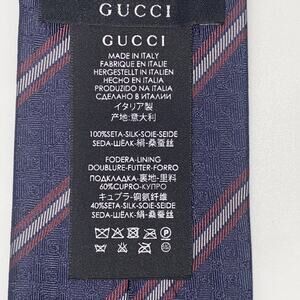 GUCCI
GUCCI
MADE IN ITALY
FABRIQUE EN ITALIE
HERGESTELLT IN ITALIEN
HECHO EN ITALIA
PRODUZIDO NA ITALIA
СДЕЛАНО В ИТАЛИИ
イタリア製
产地:意大利
100%SETA-SILK-SOIE-SEIDE
SEDA-ШЕЛК-絹-桑蚕丝
FODERA-LINING
DOUBLURE-FUTTER-FORRO
ПОДКЛАДКА-裏地-里料
60%CUPRO-КУПРО
キュプラ-铜氨纤维
40%SETA-SILK-SOIE-SEIDE
SEDA-ШЕЛК-絹-桑蚕丝